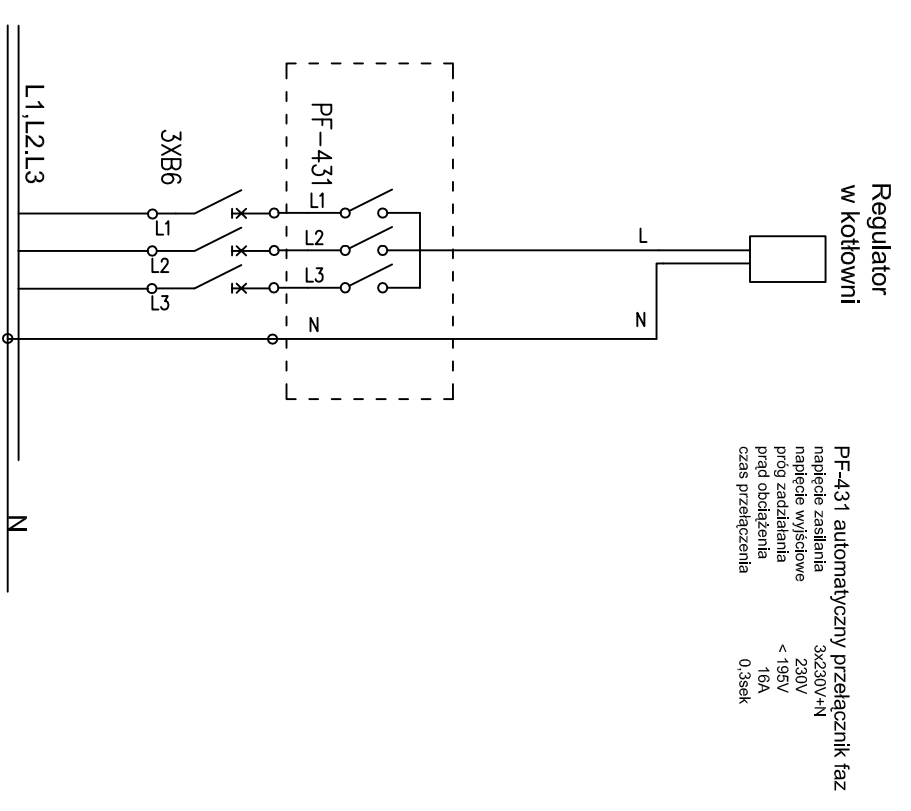 Regulator
w kotłowni
L
N
PF-431
L1
L2
L3
N
3XB6
L1
L2
L3
L1,L2.L3
N
PF-431 automatyczny przełącznik faz
napięcie zasilania 3x230V+N
napięcie wyjściowe 230V
próg zadziałania < 195V
prąd obciążenia 16A
czas przełączenia 0,3sek